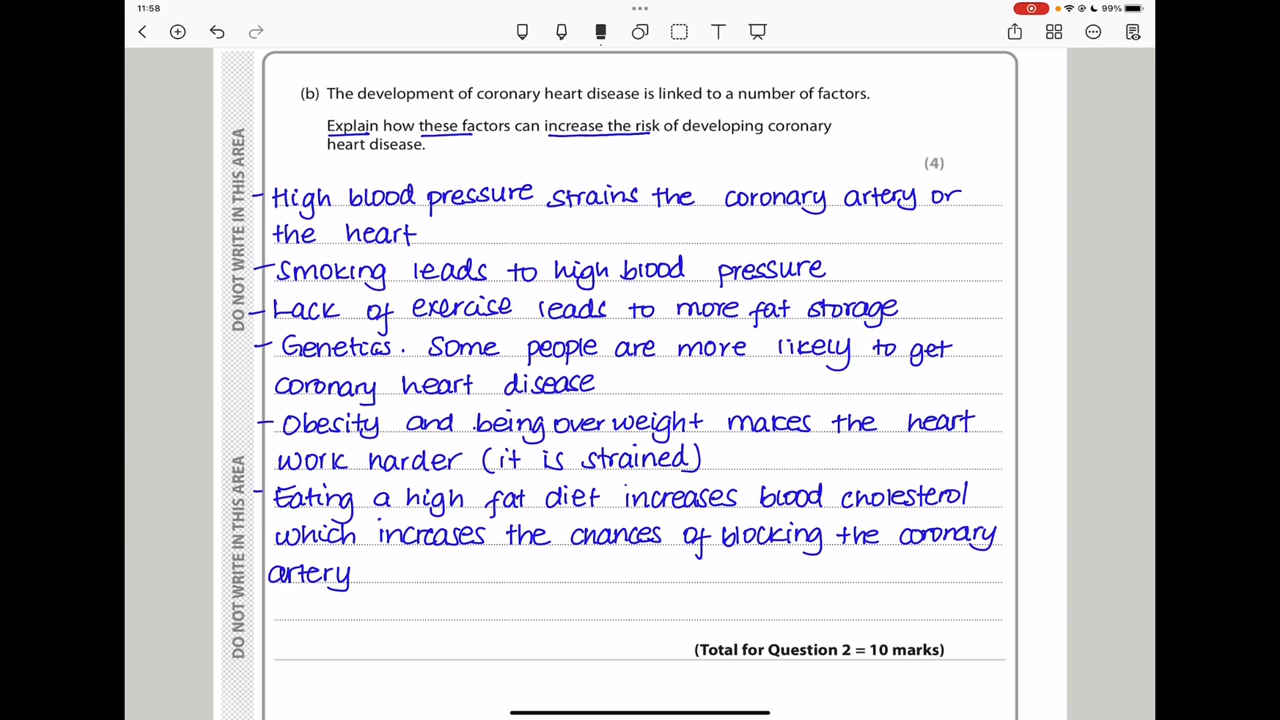 11:58
99%
(b) The development of coronary heart disease is linked to a number of factors.
Explain how these factors can increase the risk of developing coronary
heart disease.
(4)
- High blood pressure strains the coronary artery or
the heart
- Smoking leads to high blood pressure
- Lack of exercise leads to more fat storage
- Genetics. Some people are more likely to get
coronary heart disease
- Obesity and being overweight makes the heart
work harder (it is strained)
- Eating a high fat diet increases blood cholesterol
which increases the chances of blocking the coronary
artery
(Total for Question 2 = 10 marks)
DO NOT WRITE IN THIS AREA
DO NOT WRITE IN THIS AREA